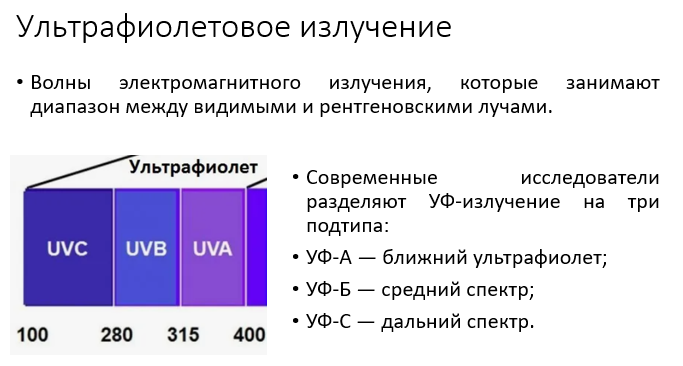 Ультрафиолетовое излучение
• Волны электромагнитного излучения, которые занимают
диапазон между видимыми и рентгеновскими лучами.
Ультрафиолет
UVC UVB UVA
100 280 315 400
• Современные исследователи
разделяют УФ-излучение на три
подтипа:
• УФ-А — ближний ультрафиолет;
• УФ-Б — средний спектр;
• УФ-С — дальний спектр.